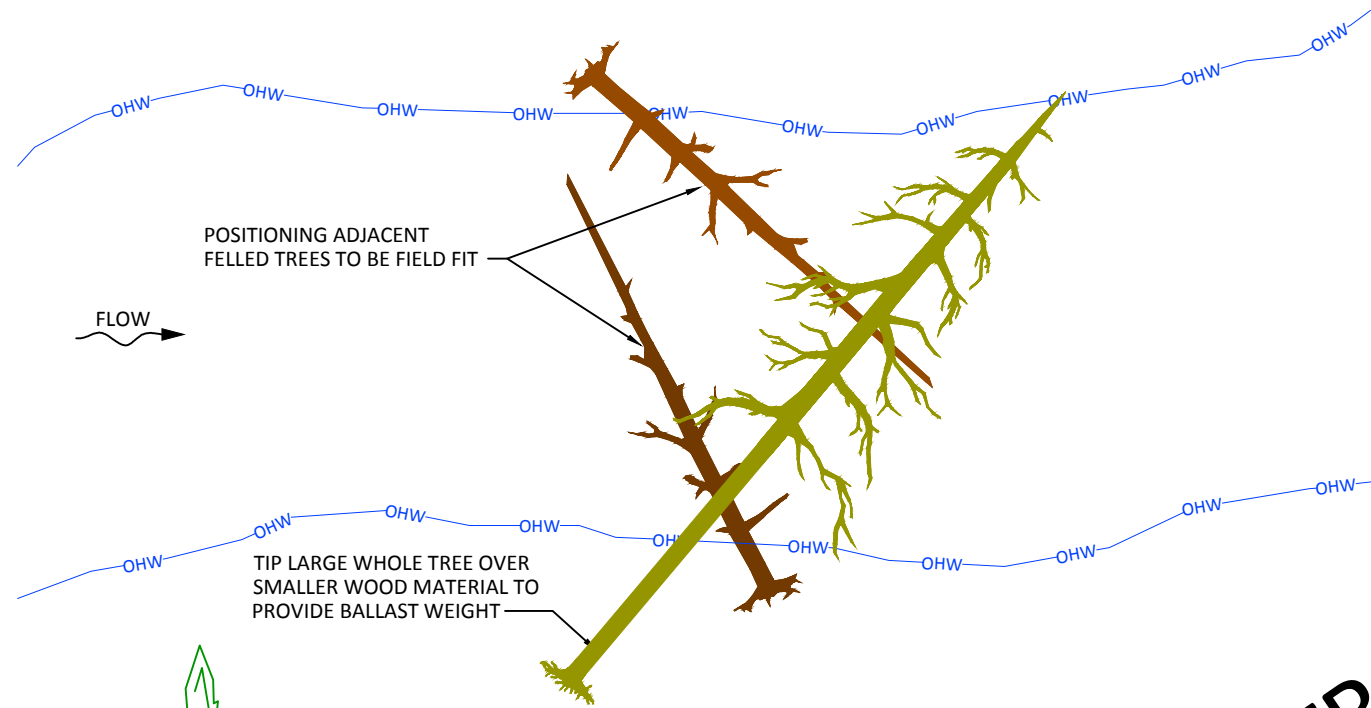 OHW OHW OHW OHW OHW OHW OHW OHW OHW OHW
POSITIONING ADJACENT
FELLED TREES TO BE FIELD FIT
FLOW
OHW OHW OHW OHW OHW OHW OHW OHW OHW OHW
TIP LARGE WHOLE TREE OVER
SMALLER WOOD MATERIAL TO
PROVIDE BALLAST WEIGHT